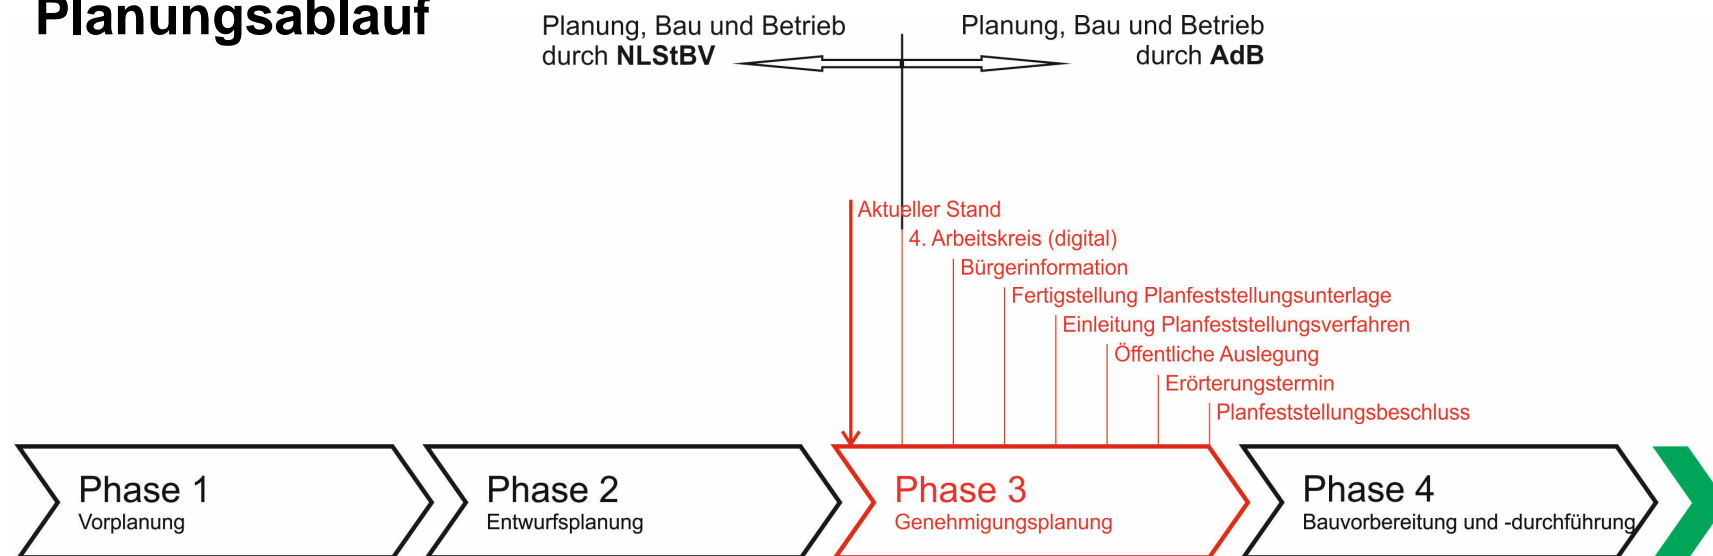 Planungsablauf
Planung, Bau und Betrieb
durch NLStBV
Planung, Bau und Betrieb
durch AdB
Aktueller Stand
4. Arbeitskreis (digital)
Bürgerinformation
Fertigstellung Planfeststellungsunterlage
Einleitung Planfeststellungsverfahren
Öffentliche Auslegung
Erörterungstermin
Planfeststellungsbeschluss
Phase 1
Vorplanung
Phase 2
Entwurfsplanung
Phase 3
Genehmigungsplanung
Phase 4
Bauvorbereitung und -durchführung